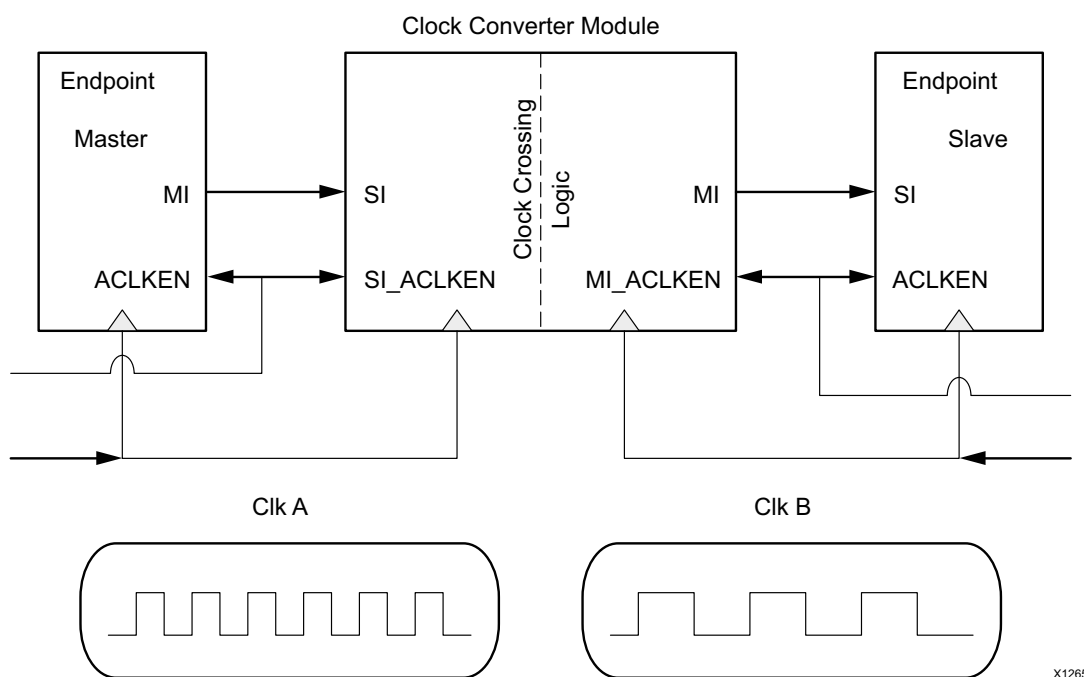 Clock Converter Module
Endpoint
Master
MI
ACLKEN
SI
SI_ACLKEN
Clock Crossing
Logic
MI
MI_ACLKEN
Endpoint
Slave
SI
ACLKEN
Clk A
Clk B